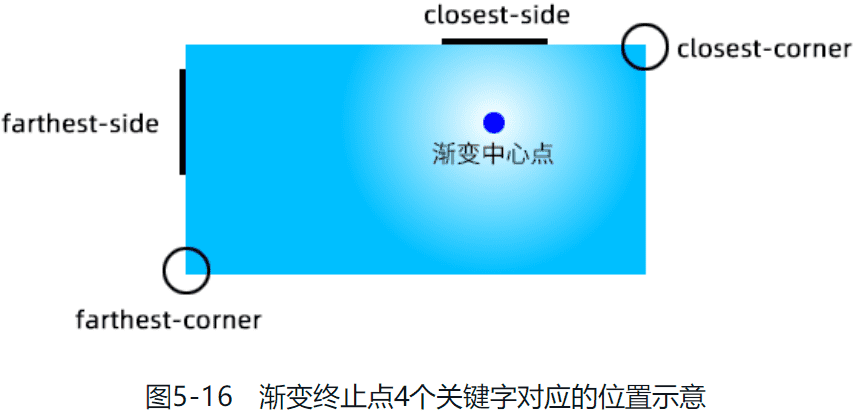 closest-side
closest-corner
farthest-side
渐变中心点
farthest-corner
图5-16 渐变终止点4个关键字对应的位置示意